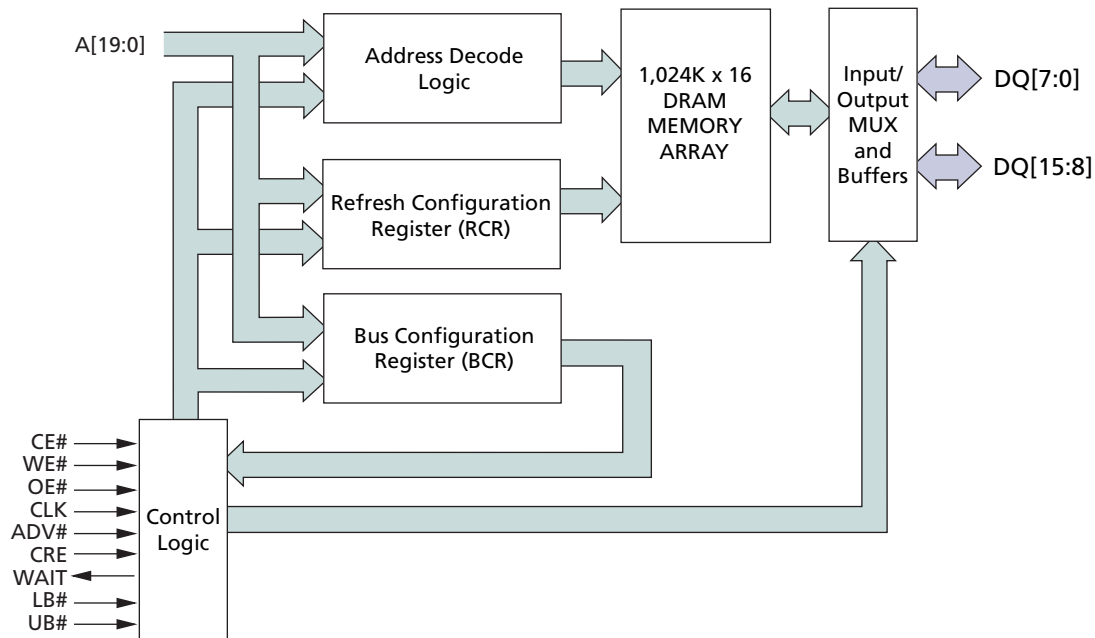 A[19:0]
Address Decode
Logic
1,024K x 16
DRAM
MEMORY
ARRAY
Input/
Output
MUX
and
Buffers
DQ[7:0]
DQ[15:8]
Refresh Configuration
Register (RCR)
Bus Configuration
Register (BCR)
CE#
WE#
OE#
CLK
ADV#
CRE
WAIT
LB#
UB#
Control
Logic